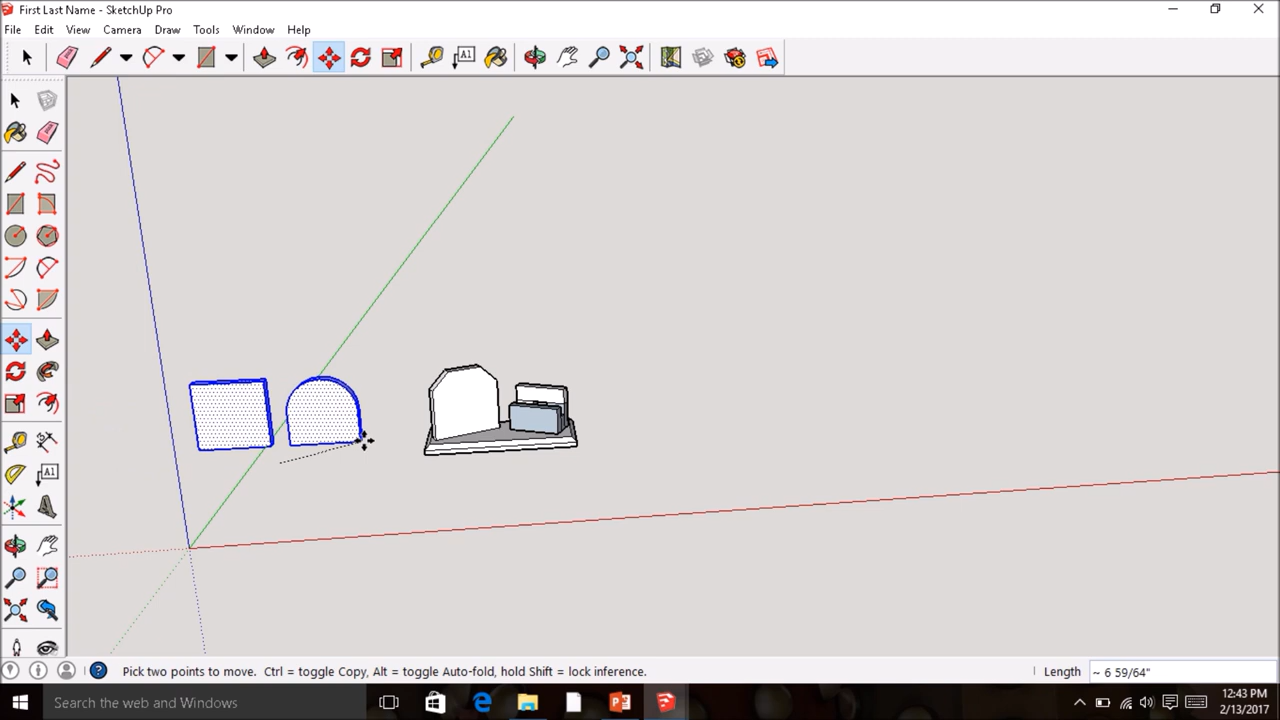 First Last Name - SketchUp Pro
File Edit View Camera Draw Tools Window Help
A1
A1
Pick two points to move. Ctrl = toggle Copy, Alt = toggle Auto-fold, hold Shift = lock inference.
Length ~ 6 59/64"
Search the web and Windows
12:43 PM
2/13/2017